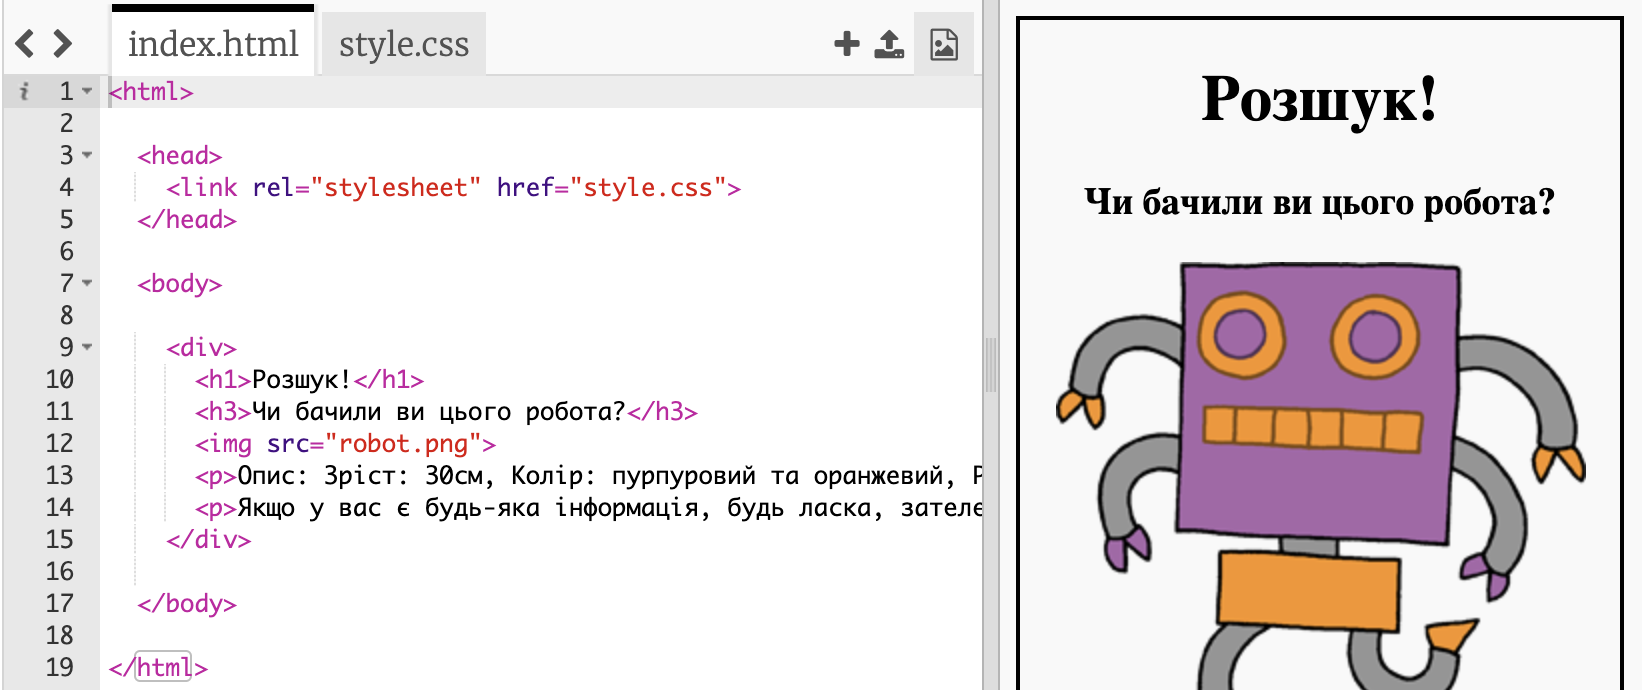 index.html style.css
i 1 <html>
2
3 <head>
4 <link rel="stylesheet" href="style.css">
5 </head>
6
7 <body>
8
9 <div>
10 <h1>Розшук!</h1>
11 <h3>Чи бачили ви цього робота?</h3>
12 <img src="robot.png">
13 <p>Опис: Зріст: 30см, Колір: пурпуровий та оранжевий,
14 <p>Якщо у вас є будь-яка інформація, будь ласка,
15 </div>
16
17 </body>
18
19 </html>
Розшук!
Чи бачили ви цього робота?